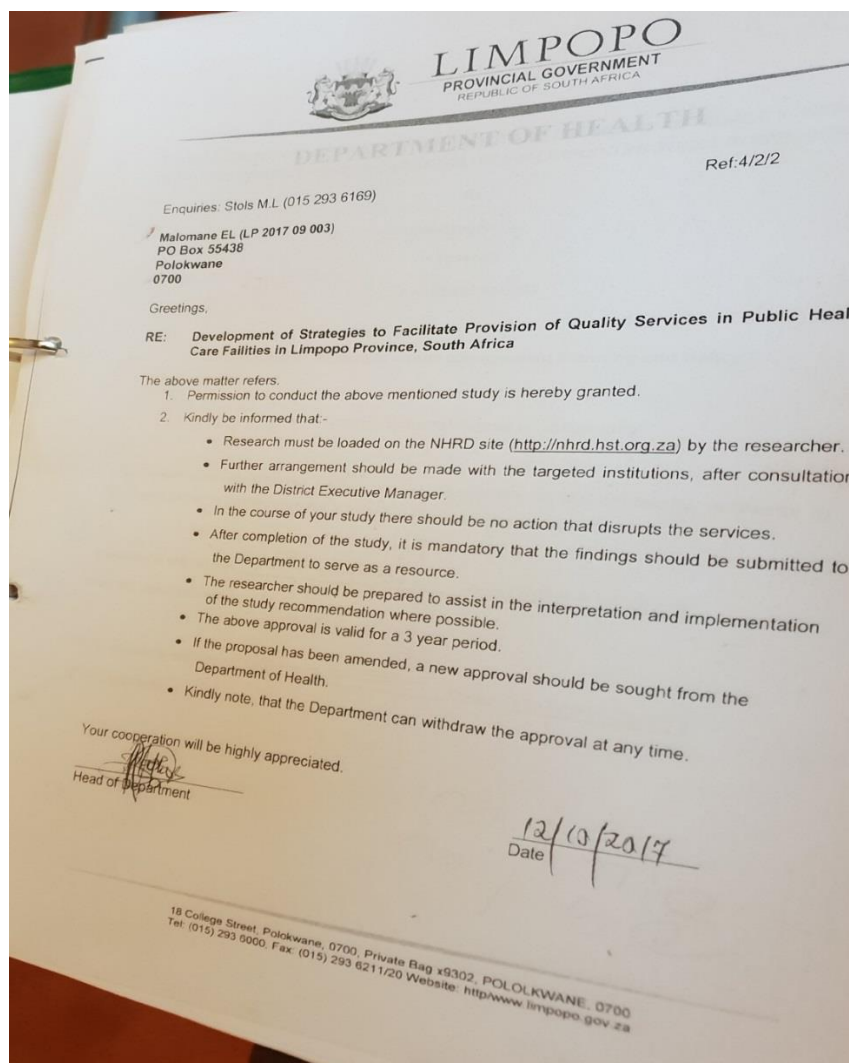 LIMPOPO
PROVINCIAL GOVERNMENT
REPUBLIC OF SOUTH AFRICA
DEPARTMENT OF HEALTH
Ref:4/2/2
Enquiries: Stols M.L (015 293 6169)
Malomane EL (LP 2017 09 003)
PO Box 55438
Polokwane
0700
Greetings,
RE: Development of Strategies to Facilitate Provision of Quality Services in Public Heal
Care Failities in Limpopo Province, South Africa
The above matter refers.
1. Permission to conduct the above mentioned study is hereby granted.
2. Kindly be informed that:-
• Research must be loaded on the NHRD site (http://nhrd.hst.org.za) by the researcher.
• Further arrangement should be made with the targeted institutions, after consultation
with the District Executive Manager.
• In the course of your study there should be no action that disrupts the services.
• After completion of the study, it is mandatory that the findings should be submitted to
the Department to serve as a resource.
• The researcher should be prepared to assist in the interpretation and implementation
of the study recommendation where possible.
• The above approval is valid for a 3 year period.
• If the proposal has been amended, a new approval should be sought from the
Department of Health.
• Kindly note, that the Department can withdraw the approval at any time.
Your cooperation will be highly appreciated.
Head of Department
12/10/2017
Date
18 College Street, Polokwane, 0700, Private Bag x9302, POLOLKWANE, 0700
Tel: (015) 293 6000, Fax: (015) 293 6211/20 Website: http/www.limpopo.gov.za